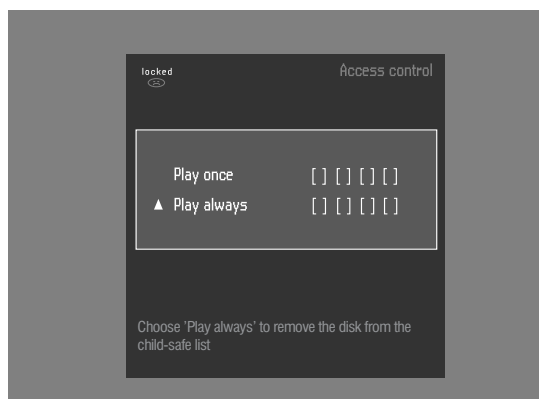 locked
Access control
Play once [ ] [ ] [ ] [ ]
▲ Play always [ ] [ ] [ ] [ ]
Choose 'Play always' to remove the disk from the
child-safe list